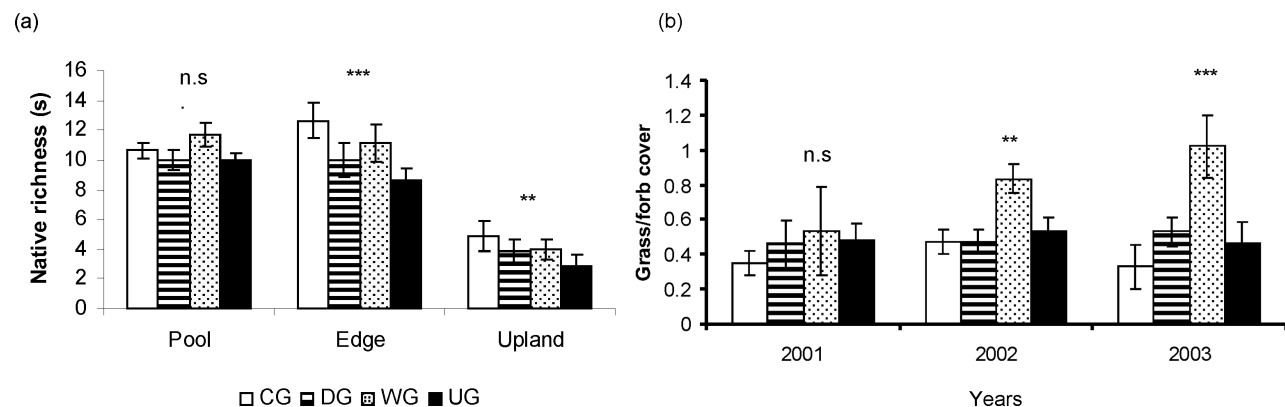 (a)
Native richness (s)
16
14
12
10
8
6
4
2
0
n.s
***
**
Pool Edge Upland
(b)
Grass/forb cover
1.4
1.2
1
0.8
0.6
0.4
0.2
0
n.s
**
***
2001 2002 2003
Years
CG DG WG UG